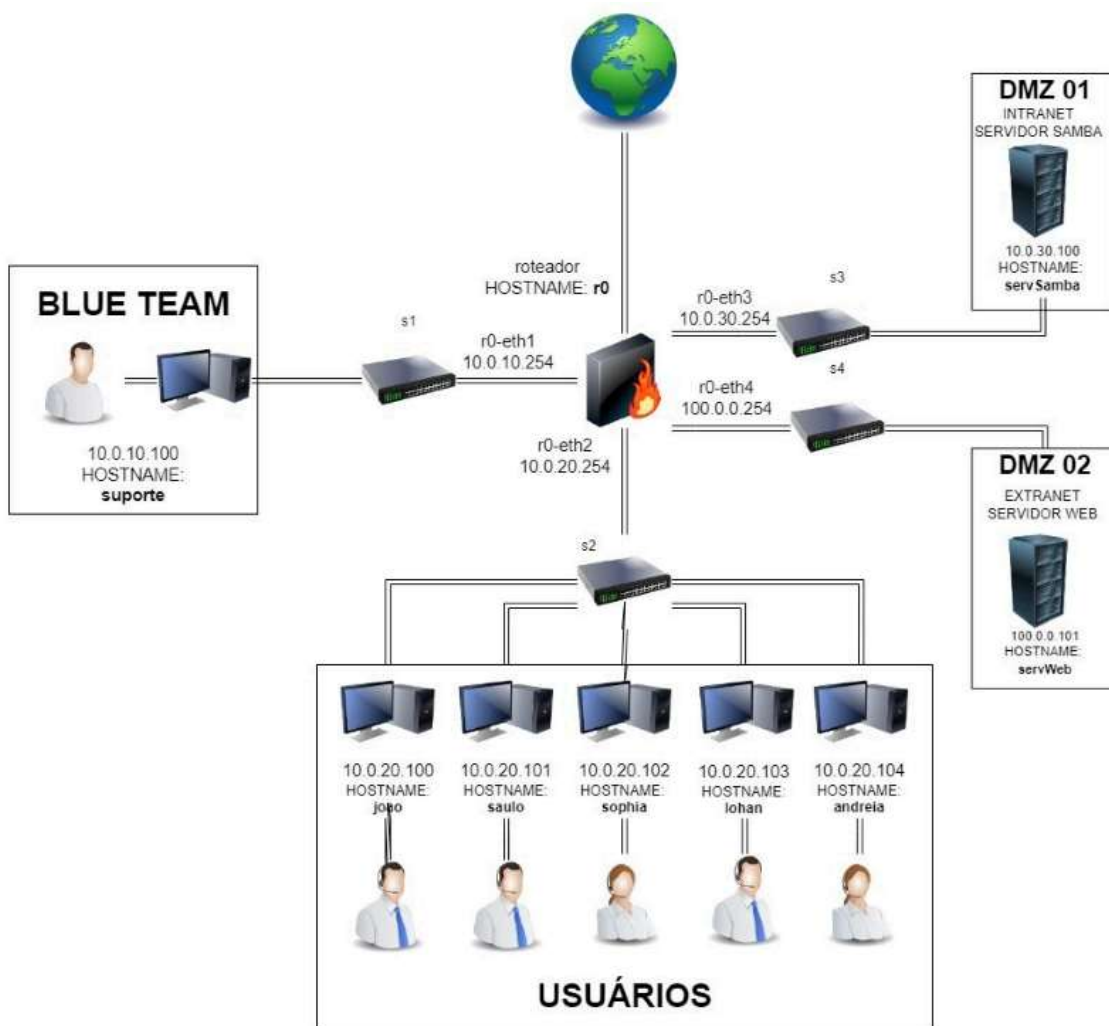 DMZ 01
INTRANET
SERVIDOR SAMBA
10.0.30.100
HOSTNAME:
servSamba
roteador
HOSTNAME: r0
r0-eth3
10.0.30.254
s3
BLUE TEAM
s1
r0-eth1
10.0.10.254
s4
r0-eth4
100.0.0.254
10.0.10.100
HOSTNAME:
suporte
r0-eth2
10.0.20.254
DMZ 02
EXTRANET
SERVIDOR WEB
100.0.0.101
HOSTNAME:
servWeb
s2
10.0.20.100
HOSTNAME:
joao
10.0.20.101
HOSTNAME:
saulo
10.0.20.102
HOSTNAME:
sophia
10.0.20.103
HOSTNAME:
lohan
10.0.20.104
HOSTNAME:
andreia
USUÁRIOS